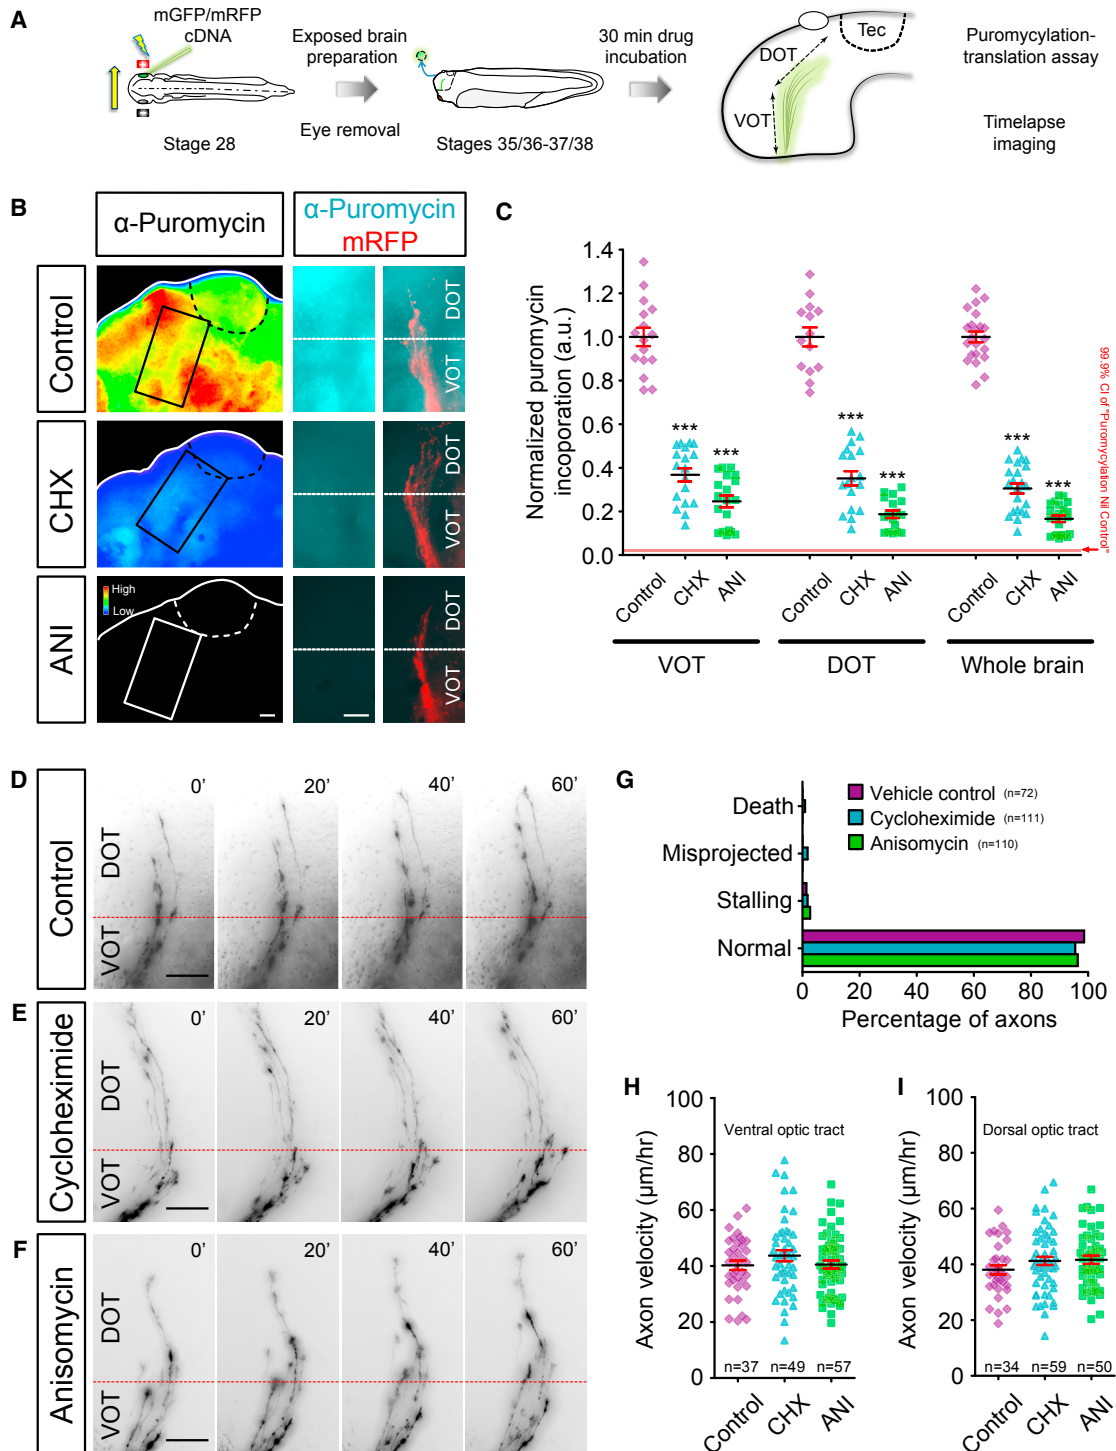 A
mGFP/mRFP
cDNA
Exposed brain
preparation
Eye removal
30 min drug
incubation
Stage 28
Stages 35/36-37/38
DOT
VOT
Tec
Puromycylation-
translation assay
Timelapse
imaging
B
α-Puromycin
α-Puromycin
mRFP
Control
DOT
VOT
CHX
DOT
VOT
ANI
High
Low
DOT
VOT
C
Normalized puromycin
incoporation (a.u.)
1.4
1.2
1.0
0.8
0.6
0.4
0.2
0.0
***
***
***
***
***
***
99.9% CI of "Puromycylation Nil Control"
Control
CHX
ANI
Control
CHX
ANI
Control
CHX
ANI
VOT
DOT
Whole brain
D
Control
DOT
VOT
0’
20’
40’
60’
E
Cycloheximide
DOT
VOT
0’
20’
40’
60’
F
Anisomycin
DOT
VOT
0’
20’
40’
60’
G
Death
Misprojected
Stalling
Normal
Vehicle control (n=72)
Cycloheximide (n=111)
Anisomycin (n=110)
0 20 40 60 80 100
Percentage of axons
H
Axon velocity (µm/hr)
100
80
60
40
20
0
Ventral optic tract
n=37 n=49 n=57
Control
CHX
ANI
I
Axon velocity (µm/hr)
100
80
60
40
20
0
Dorsal optic tract
n=34 n=59 n=50
Control
CHX
ANI